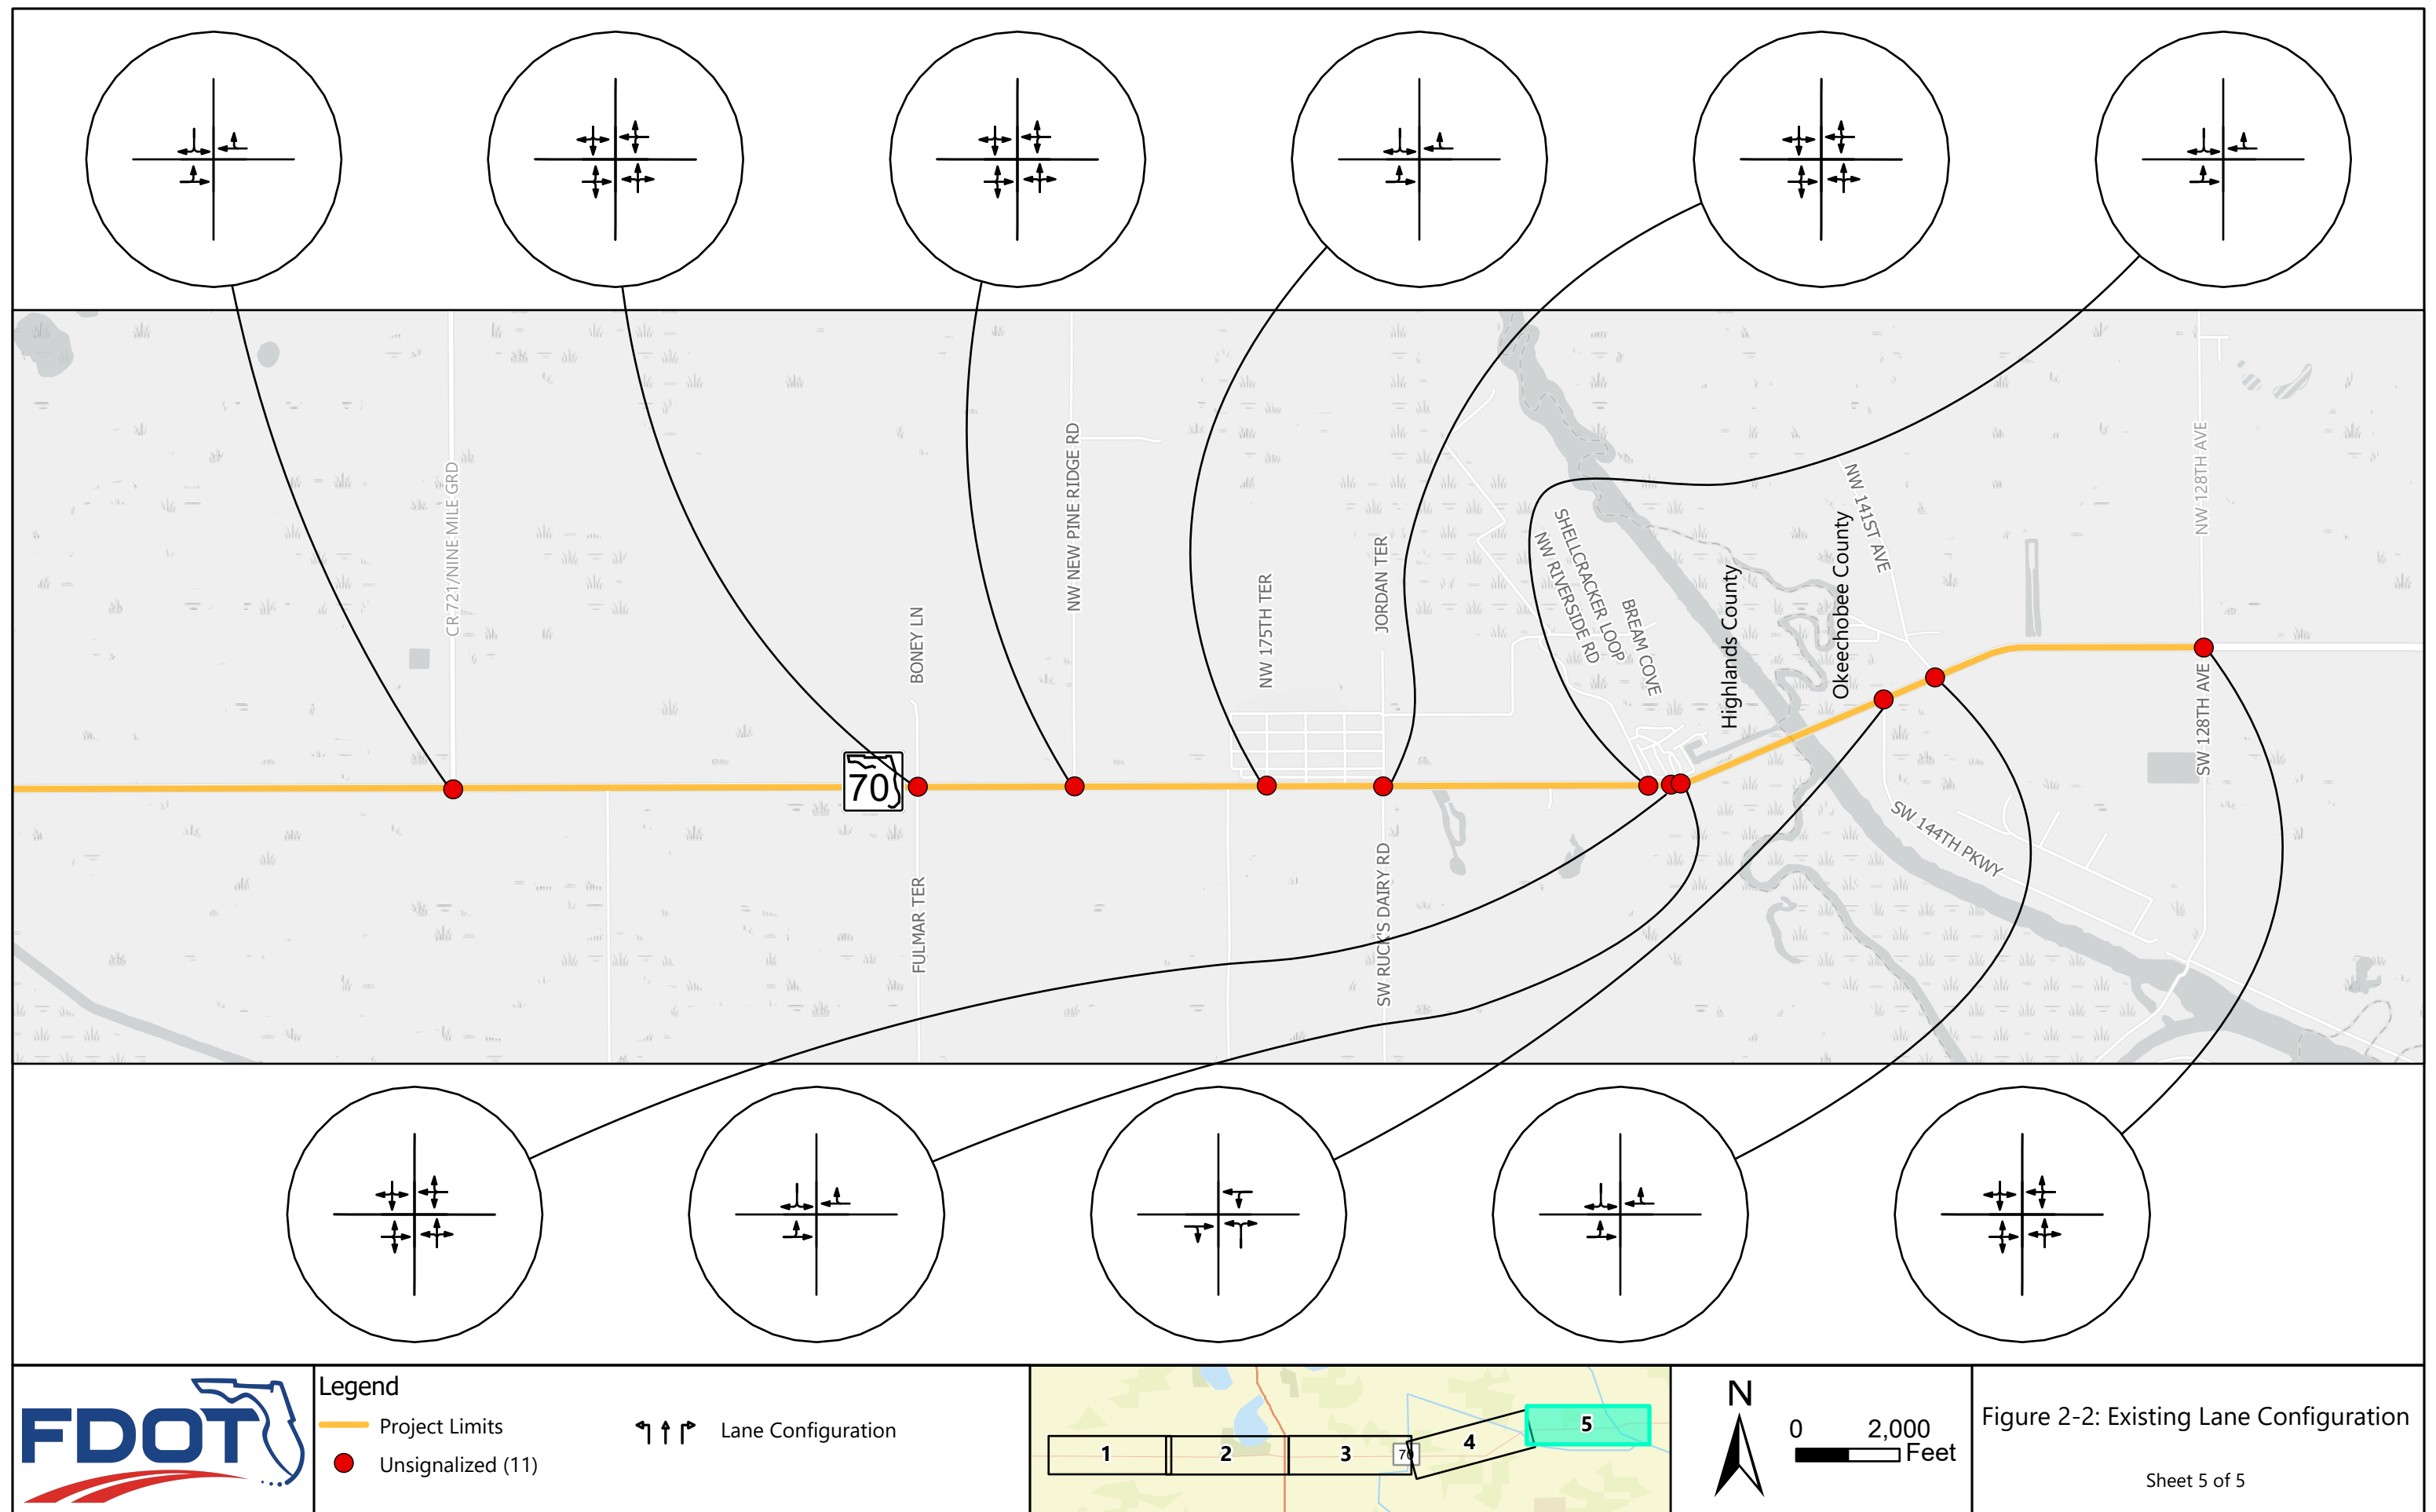 CR 721/NINE MILE GRD
BONEY LN
FULMAR TER
70
NW NEW PINE RIDGE RD
NW 175TH TER
JORDAN TER
SW RUCK'S DAIRY RD
SHELLCRACKER LOOP
NW RIVERSIDE RD
BREAM COVE
Highlands County
Okeechobee County
NW 141ST AVE
SW 144TH PKWY
NW 128TH AVE
SW 128TH AVE
FDOT
Legend
Project Limits
Unsignalized (11)
Lane Configuration
1
2
3
70
4
5
N
0 2,000
Feet
Figure 2-2: Existing Lane Configuration
Sheet 5 of 5